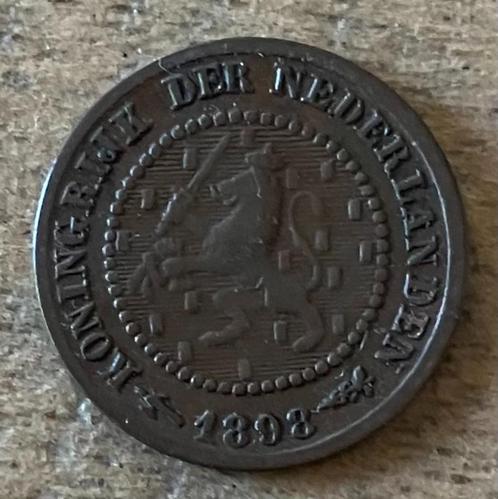 KONINGRIJK DER NEDERLANDEN
1898